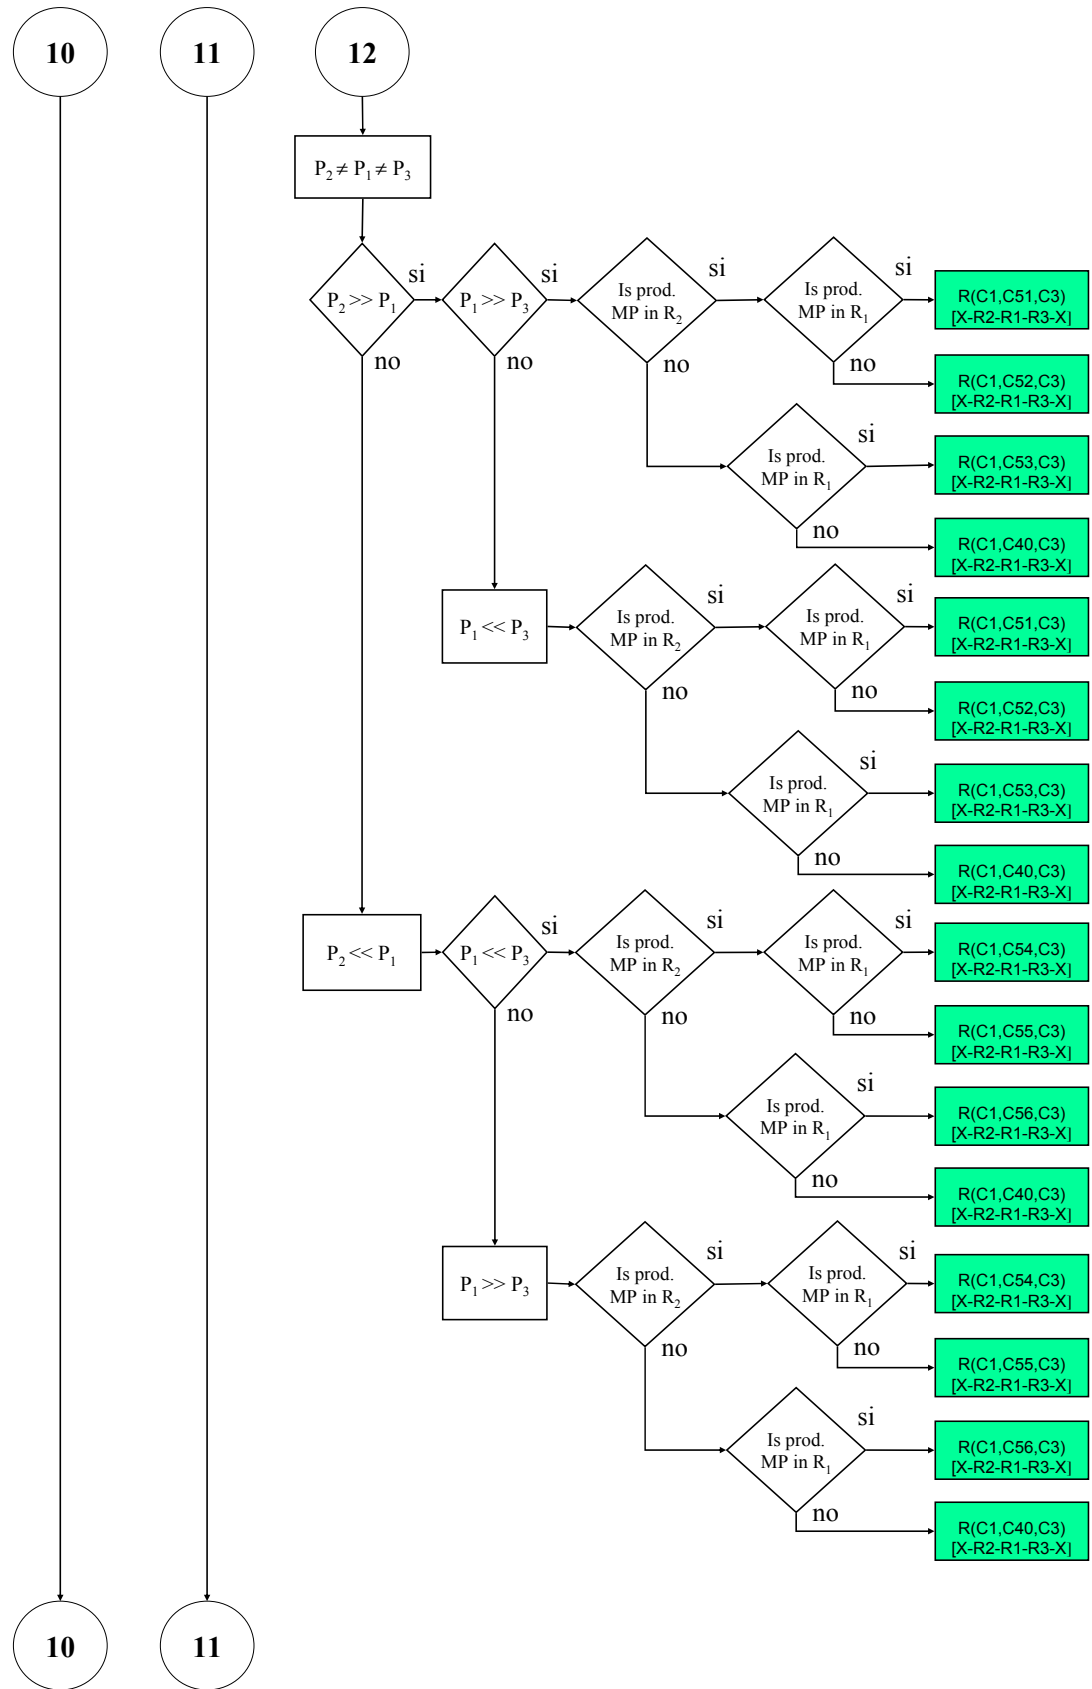 10
11
12
P₂ ≠ P₁ ≠ P₃
P₂ >> P₁
si
no
P₁ >> P₃
si
no
Is prod.
MP in R₂
si
no
Is prod.
MP in R₁
si
no
R(C1,C51,C3)
[X-R2-R1-R3-X]
R(C1,C52,C3)
[X-R2-R1-R3-X]
Is prod.
MP in R₁
si
no
R(C1,C53,C3)
[X-R2-R1-R3-X]
R(C1,C40,C3)
[X-R2-R1-R3-X]
P₁ << P₃
Is prod.
MP in R₂
si
no
Is prod.
MP in R₁
si
no
R(C1,C51,C3)
[X-R2-R1-R3-X]
R(C1,C52,C3)
[X-R2-R1-R3-X]
Is prod.
MP in R₁
si
no
R(C1,C53,C3)
[X-R2-R1-R3-X]
R(C1,C40,C3)
[X-R2-R1-R3-X]
P₂ << P₁
P₁ << P₃
si
no
Is prod.
MP in R₂
si
no
Is prod.
MP in R₁
si
no
R(C1,C54,C3)
[X-R2-R1-R3-X]
R(C1,C55,C3)
[X-R2-R1-R3-X]
Is prod.
MP in R₁
si
no
R(C1,C56,C3)
[X-R2-R1-R3-X]
R(C1,C40,C3)
[X-R2-R1-R3-X]
P₁ >> P₃
Is prod.
MP in R₂
si
no
Is prod.
MP in R₁
si
no
R(C1,C54,C3)
[X-R2-R1-R3-X]
R(C1,C55,C3)
[X-R2-R1-R3-X]
Is prod.
MP in R₁
si
no
R(C1,C56,C3)
[X-R2-R1-R3-X]
R(C1,C40,C3)
[X-R2-R1-R3-X]
10
11